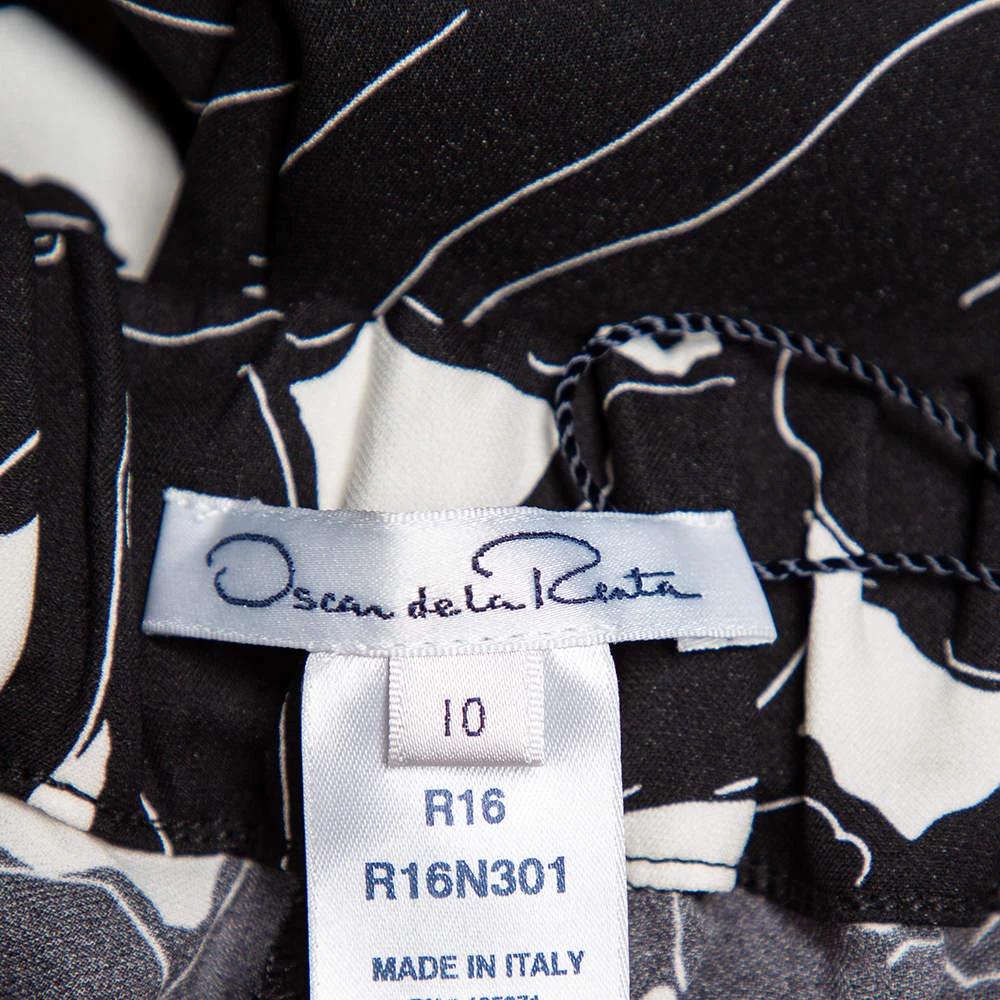 Oscar de la Renta
10
R16
R16N301
MADE IN ITALY